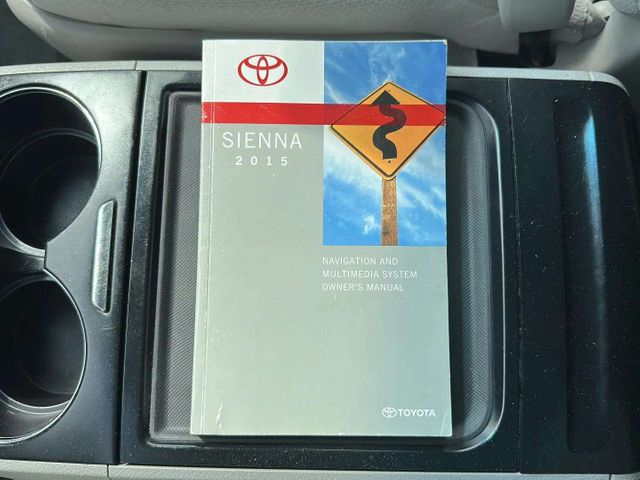 SIENNA
2015
NAVIGATION AND
MULTIMEDIA SYSTEM
OWNER'S MANUAL
TOYOTA